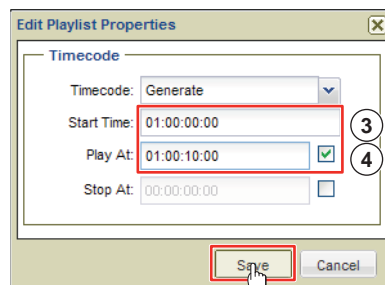 Edit Playlist Properties
Timecode
Timecode: Generate
Start Time: 01:00:00:00
3
Play At: 01:00:10:00
4
Stop At: 00:00:00:00
Save Cancel